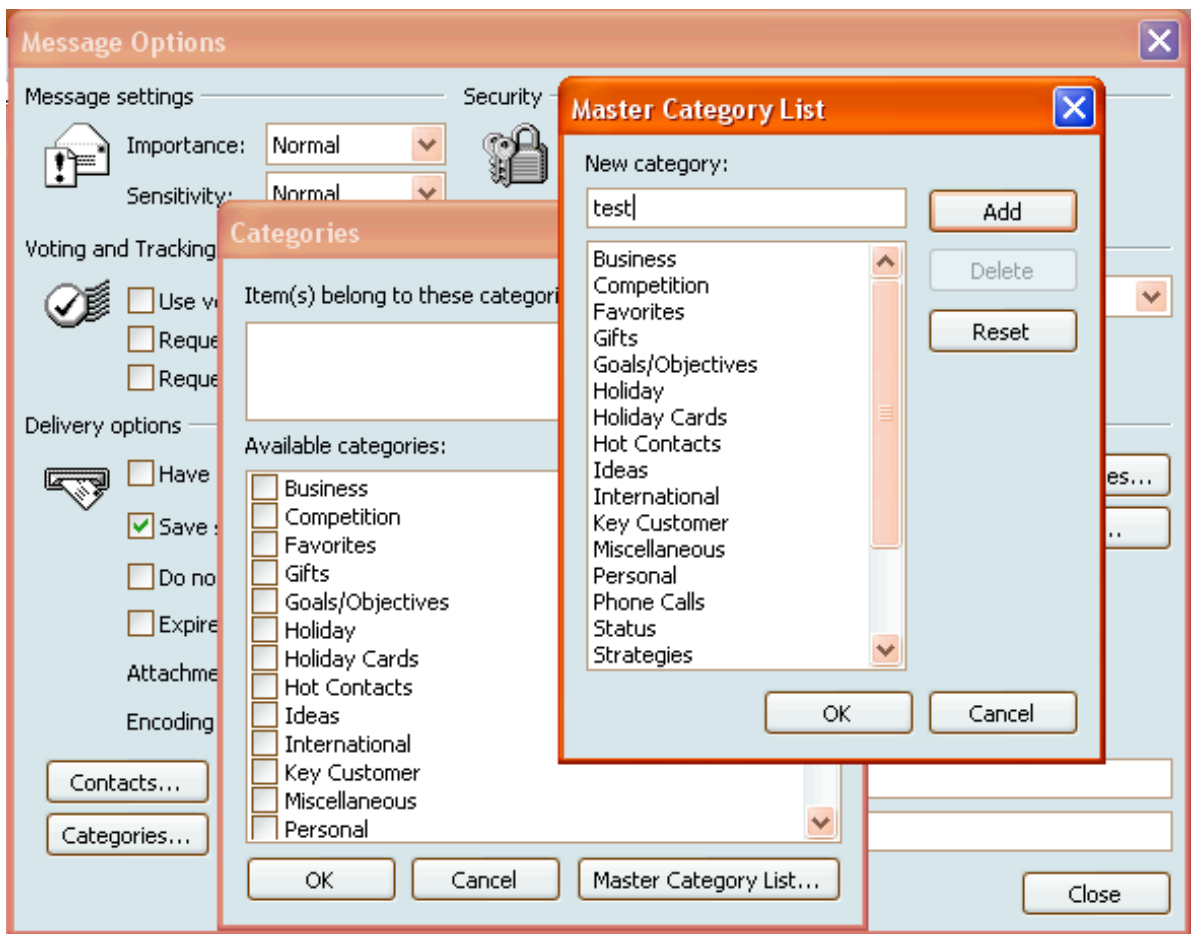 Message Options
Message settings
Importance: Normal
Sensitivity: Normal
Security
Voting and Tracking
Use v
Reque
Reque
Delivery options
Have
Save
Do no
Expire
Attachme
Encoding
Contacts...
Categories...
es...
..
Close
Categories
Item(s) belong to these categori
Available categories:
Business
Competition
Favorites
Gifts
Goals/Objectives
Holiday
Holiday Cards
Hot Contacts
Ideas
International
Key Customer
Miscellaneous
Personal
OK Cancel Master Category List...
Master Category List
New category:
test
Add
Delete
Reset
Business
Competition
Favorites
Gifts
Goals/Objectives
Holiday
Holiday Cards
Hot Contacts
Ideas
International
Key Customer
Miscellaneous
Personal
Phone Calls
Status
Strategies
OK Cancel